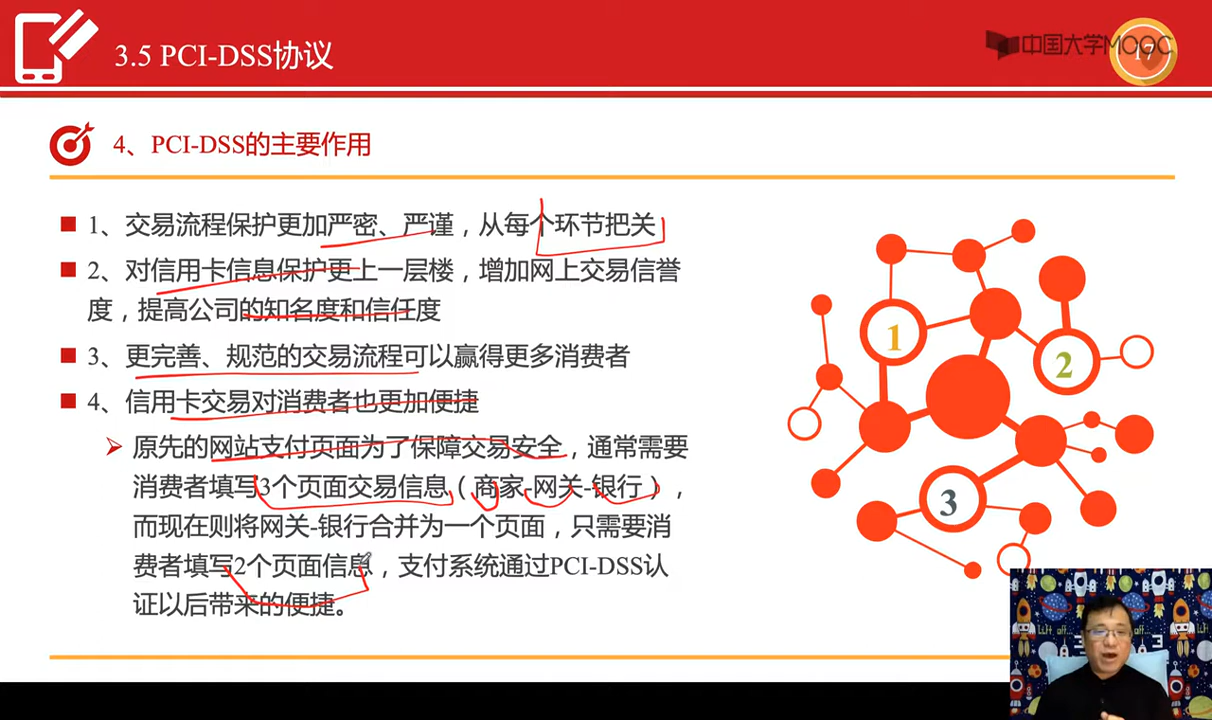 3.5 PCI-DSS协议
中国大学MOOC
17
4、PCI-DSS的主要作用
1、交易流程保护更加严密、严谨，从每个环节把关
2、对信用卡信息保护更上一层楼，增加网上交易信誉
度，提高公司的知名度和信任度
3、更完善、规范的交易流程可以赢得更多消费者
4、信用卡交易对消费者也更加便捷
原先的网站支付页面为了保障交易安全，通常需要
消费者填写3个页面交易信息（商家-网关-银行），
而现在则将网关-银行合并为一个页面，只需要消
费者填写2个页面信息，支付系统通过PCI-DSS认
证以后带来的便捷。
1
2
3